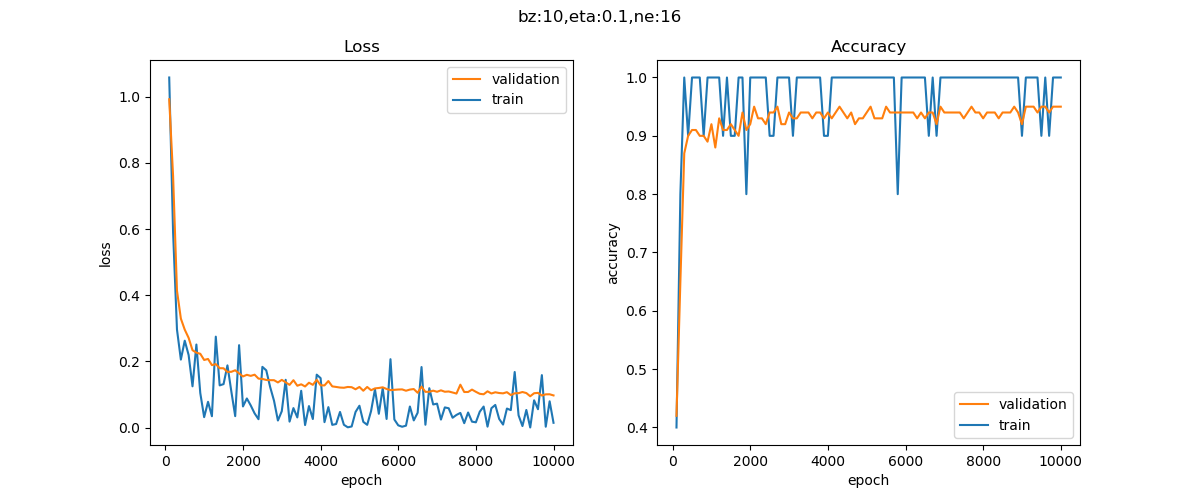 bz:10,eta:0.1,ne:16
Loss
1.0
0.8
0.6
0.4
0.2
0.0
loss
0
2000
4000
6000
8000
10000
epoch
validation
train
Accuracy
1.0
0.9
0.8
0.7
0.6
0.5
0.4
accuracy
0
2000
4000
6000
8000
10000
epoch
validation
train